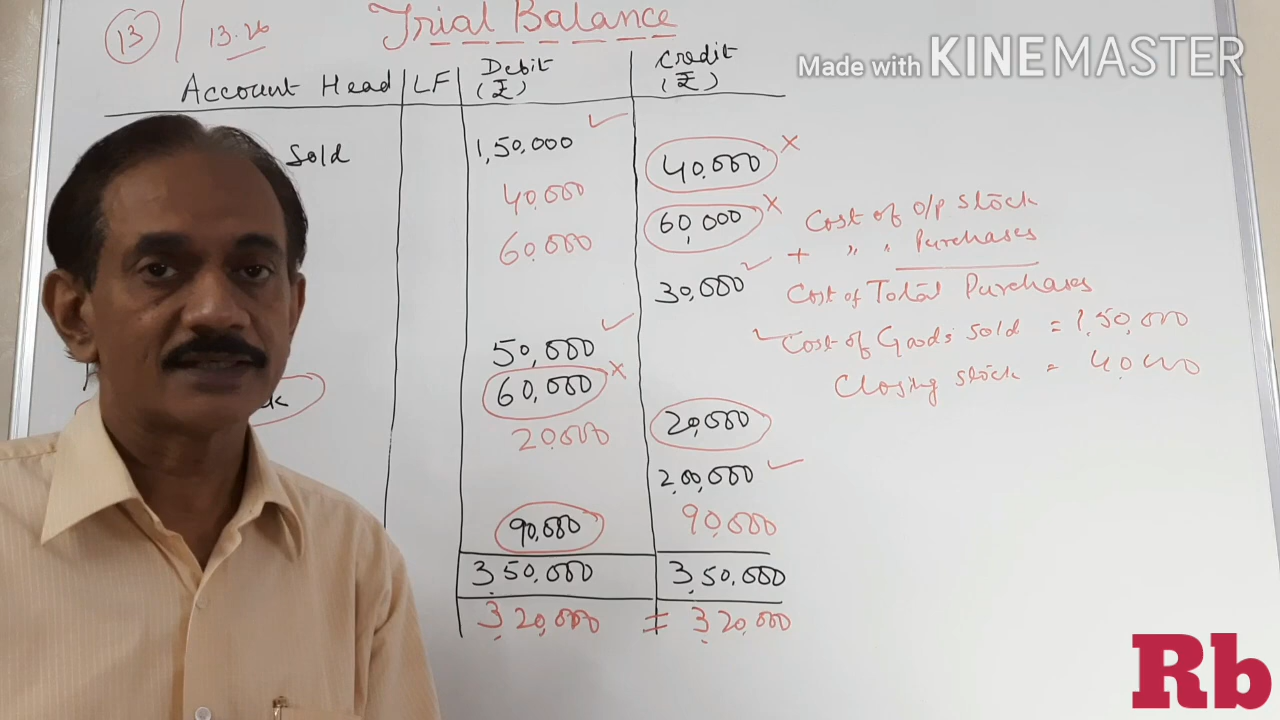 13 13.26 Trial Balance
Made with KINEMASTER
Account Head LF Debit (₹) Credit (₹)
Sold 1,50,000 ✓ 40,000 ×
40,000
60,000 ×
60,000
30,000 ✓
50,000 ✓
60,000 ×
20,000
20,000
2,00,000 ✓
90,000 90,000
3,50,000 3,50,000
3,20,000 = 3,20,000
Cost of o/p stock
+ " " Purchases
Cost of Total Purchases
✓ Cost of Goods sold = 1,50,000
Closing stock = 40,000
Rb